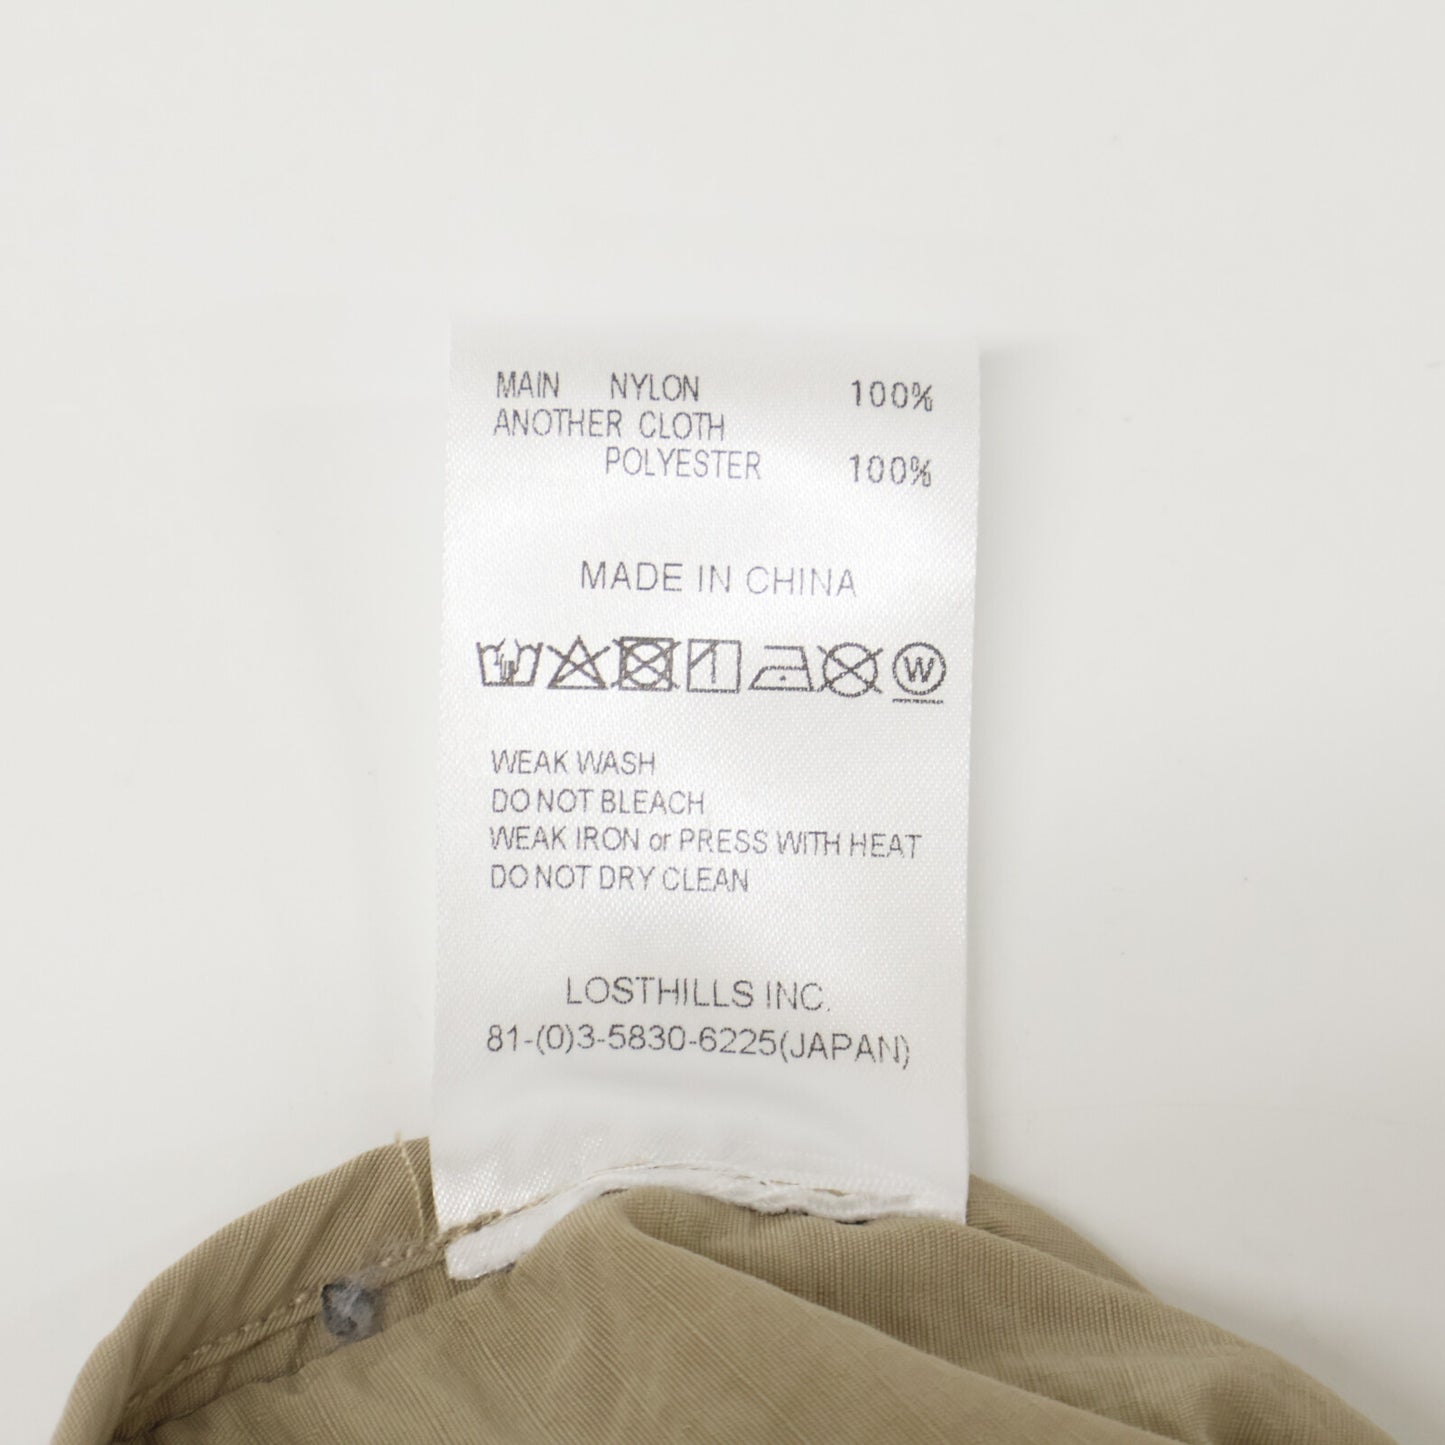 MAIN NYLON 100%
ANOTHER CLOTH
POLYESTER 100%
MADE IN CHINA
W
WEAK WASH
DO NOT BLEACH
WEAK IRON or PRESS WITH HEAT
DO NOT DRY CLEAN
LOSTHILLS INC.
81-(0)3-5830-6225(JAPAN)